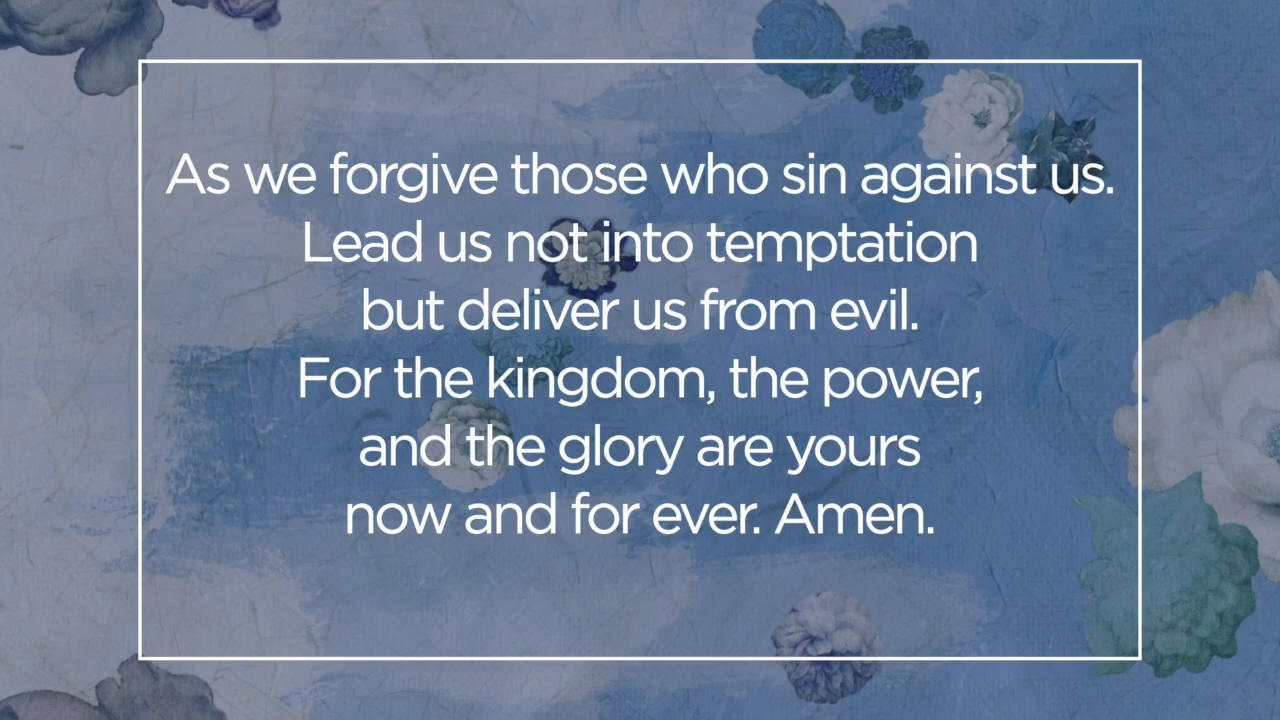 As we forgive those who sin against us.
Lead us not into temptation
but deliver us from evil.
For the kingdom, the power,
and the glory are yours
now and for ever. Amen.